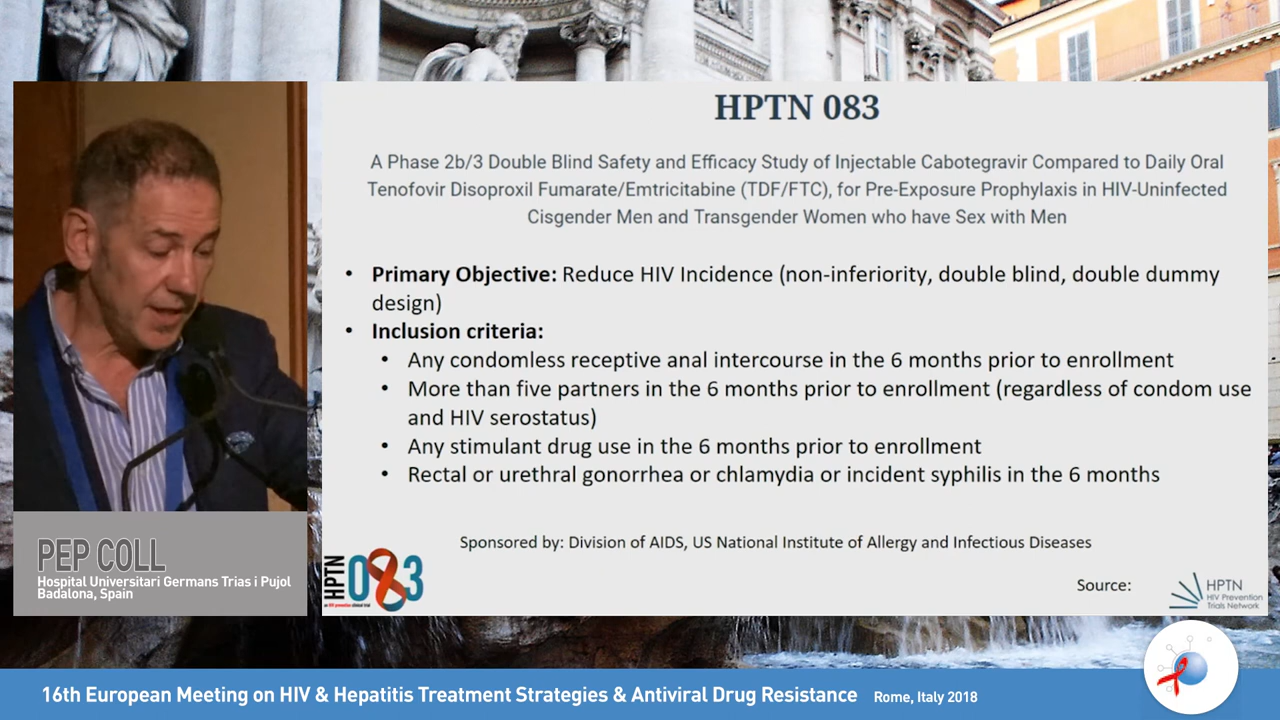 HPTN 083
A Phase 2b/3 Double Blind Safety and Efficacy Study of Injectable Cabotegravir Compared to Daily Oral
Tenofovir Disoproxil Fumarate/Emtricitabine (TDF/FTC), for Pre-Exposure Prophylaxis in HIV-Uninfected
Cisgender Men and Transgender Women who have Sex with Men
• Primary Objective: Reduce HIV Incidence (non-inferiority, double blind, double dummy
design)
• Inclusion criteria:
• Any condomless receptive anal intercourse in the 6 months prior to enrollment
• More than five partners in the 6 months prior to enrollment (regardless of condom use
and HIV serostatus)
• Any stimulant drug use in the 6 months prior to enrollment
• Rectal or urethral gonorrhea or chlamydia or incident syphilis in the 6 months
Sponsored by: Division of AIDS, US National Institute of Allergy and Infectious Diseases
HPTN 083
Source:
HPTN
HIV Prevention
Trials Network
PEP COLL
Hospital Universitari Germans Trias i Pujol
Badalona, Spain
16th European Meeting on HIV & Hepatitis Treatment Strategies & Antiviral Drug Resistance Rome, Italy 2018